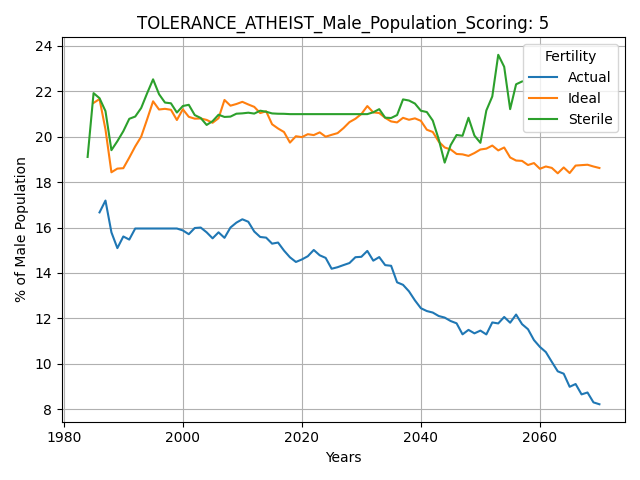 TOLERANCE_ATHEIST_Male_Population_Scoring: 5
24
22
20
18
16
14
12
10
8
% of Male Population
Fertility
Actual
Ideal
Sterile
1980
2000
2020
2040
2060
Years